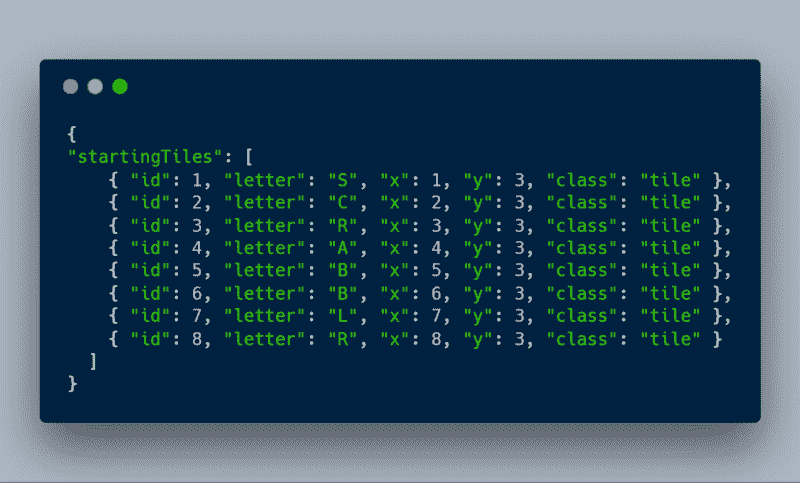 {
"startingTiles": [
    { "id": 1, "letter": "S", "x": 1, "y": 3, "class": "tile" },
    { "id": 2, "letter": "C", "x": 2, "y": 3, "class": "tile" },
    { "id": 3, "letter": "R", "x": 3, "y": 3, "class": "tile" },
    { "id": 4, "letter": "A", "x": 4, "y": 3, "class": "tile" },
    { "id": 5, "letter": "B", "x": 5, "y": 3, "class": "tile" },
    { "id": 6, "letter": "B", "x": 6, "y": 3, "class": "tile" },
    { "id": 7, "letter": "L", "x": 7, "y": 3, "class": "tile" },
    { "id": 8, "letter": "R", "x": 8, "y": 3, "class": "tile" }
  ]
}